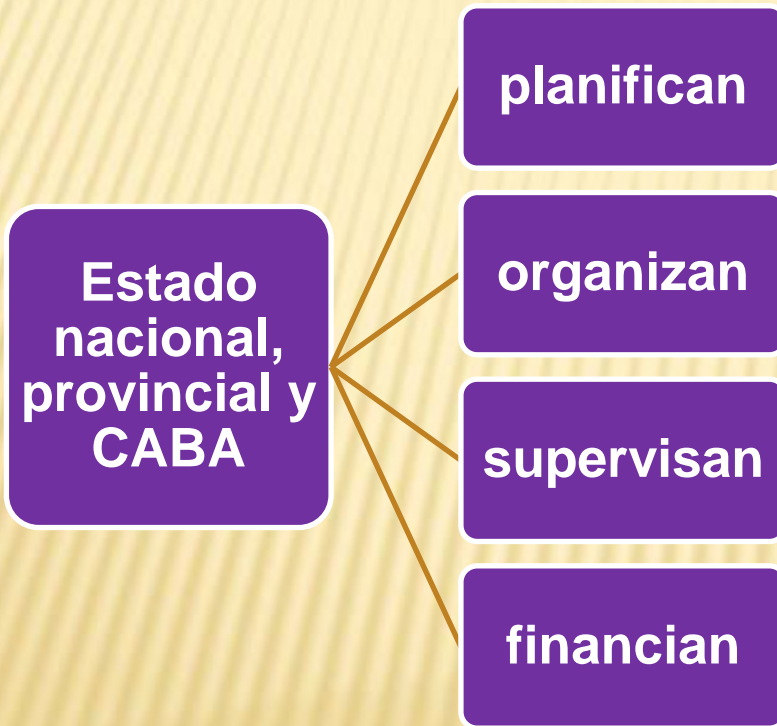 Estado
nacional,
provincial y
CABA
planifican
organizan
supervisan
financian